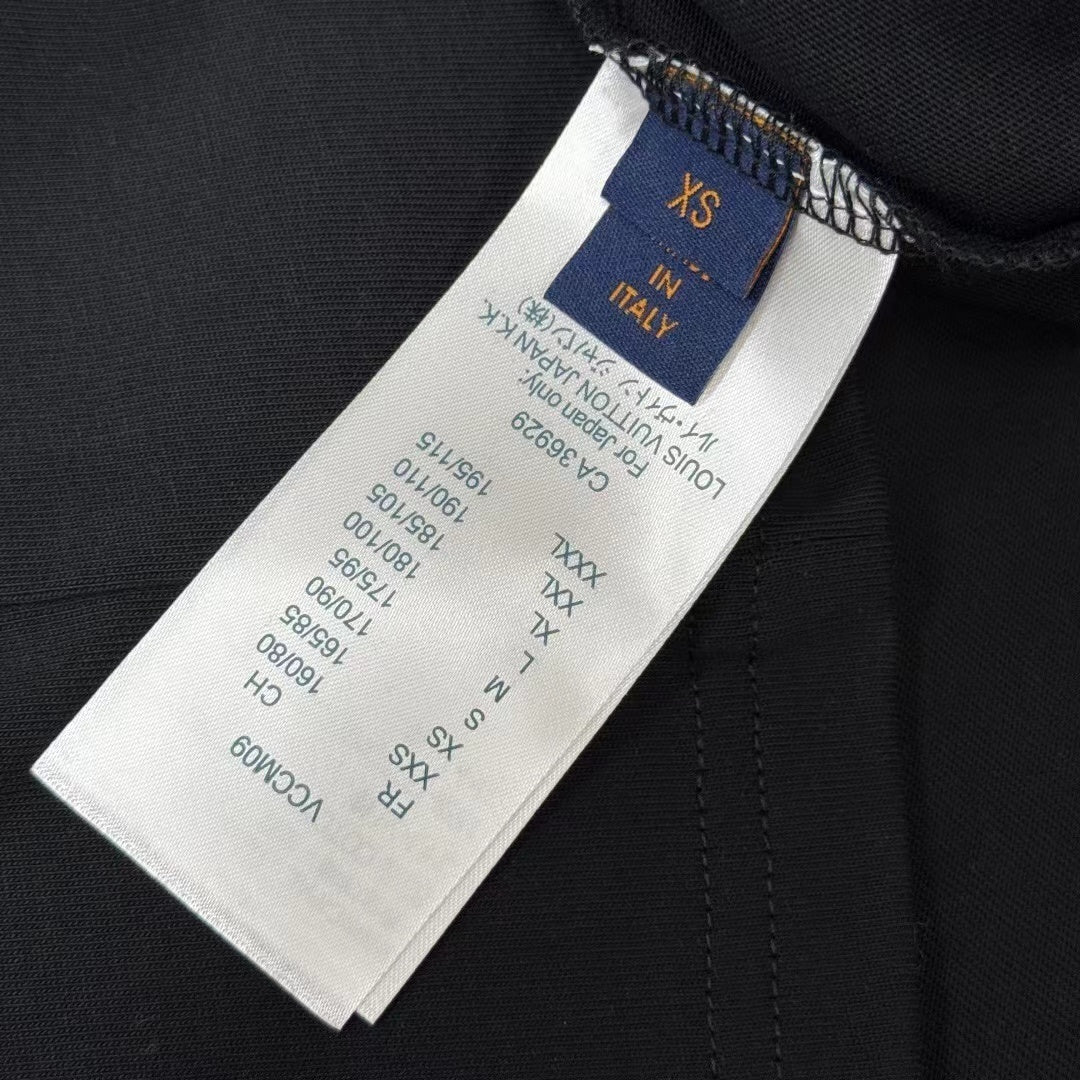 XS
IN
ITALY
VCCM09
FR CH
XXS 160/80
XS 165/85
S 170/90
M 175/95
L 180/100
XL 185/105
XXL 190/110
XXXL 195/115
CA 36929
For Japan only.
LOUIS VUITTON JAPAN K.K.
ルイ・ヴィトン ジャパン(株)